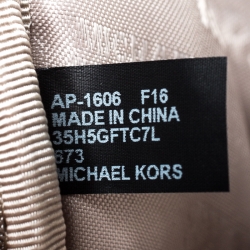 AP-1606 F16
MADE IN CHINA
35H5GFTC7L
673
MICHAEL KORS